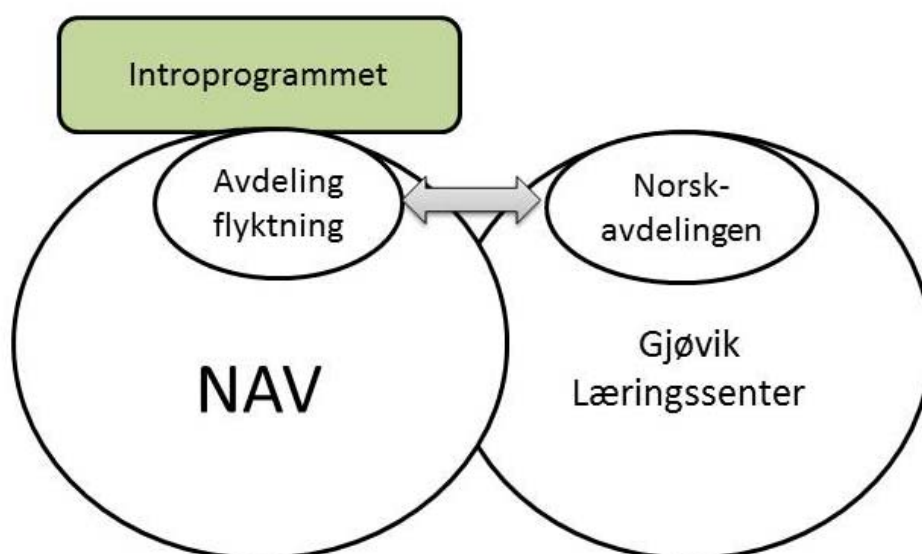 Introprogrammet
Avdeling
flyktning
Norsk-
avdelingen
NAV
Gjøvik
Læringssenter